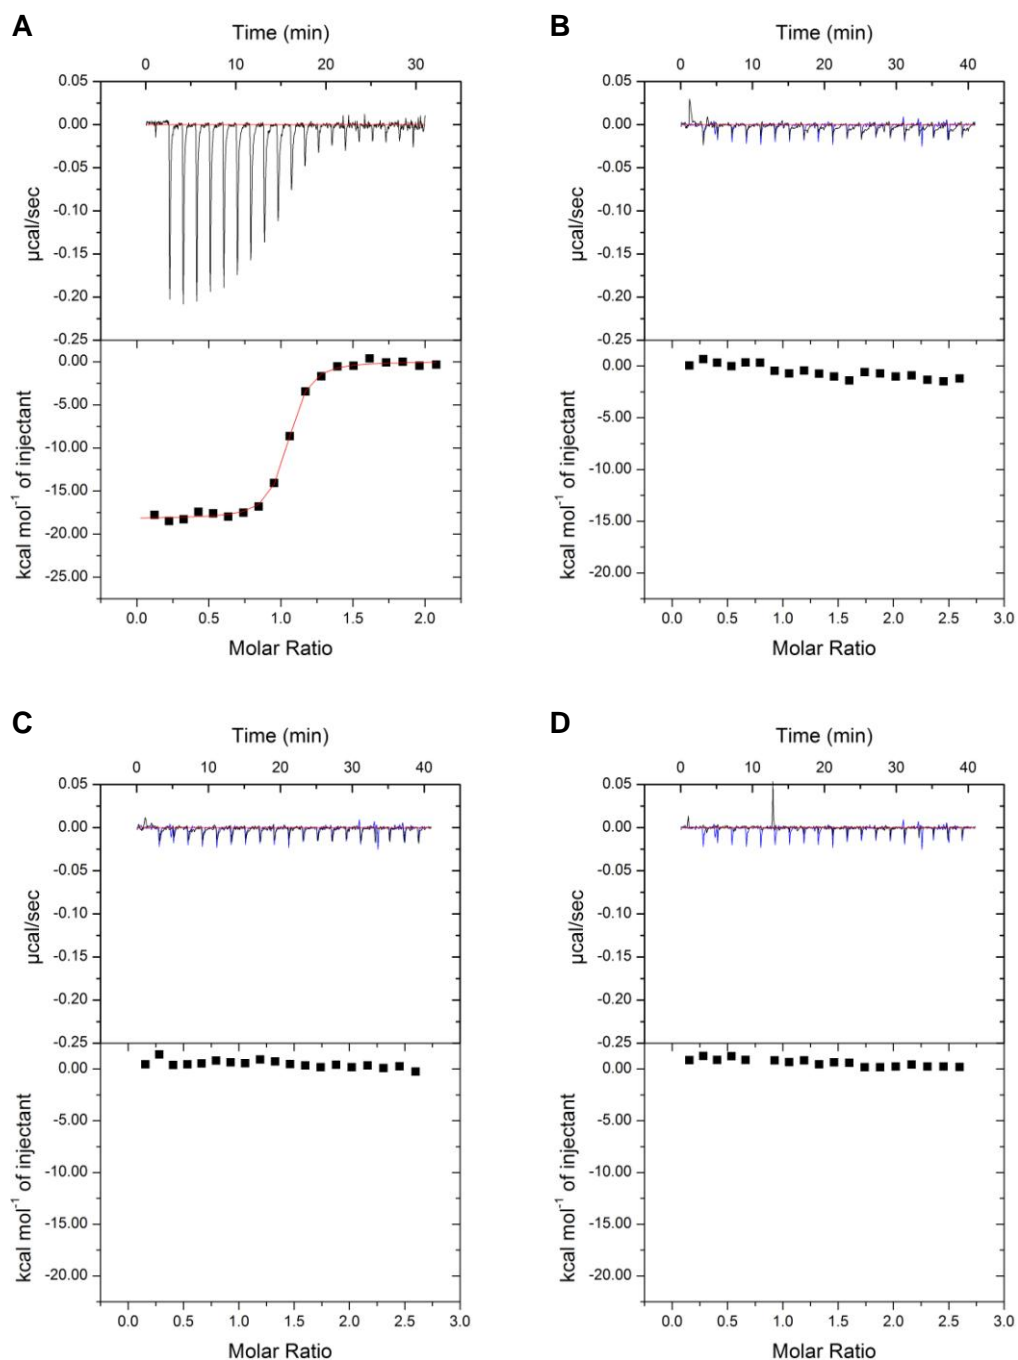 A
Time (min)
0 10 20 30
0.05
0.00
-0.05
-0.10
-0.15
-0.20
-0.25
µcal/sec
0.00
-5.00
-10.00
-15.00
-20.00
-25.00
kcal mol⁻¹ of injectant
0.0 0.5 1.0 1.5 2.0
Molar Ratio
B
Time (min)
0 10 20 30 40
0.05
0.00
-0.05
-0.10
-0.15
-0.20
-0.25
µcal/sec
0.00
-5.00
-10.00
-15.00
-20.00
kcal mol⁻¹ of injectant
0.0 0.5 1.0 1.5 2.0 2.5 3.0
Molar Ratio
C
Time (min)
0 10 20 30 40
0.05
0.00
-0.05
-0.10
-0.15
-0.20
-0.25
µcal/sec
0.00
-5.00
-10.00
-15.00
-20.00
kcal mol⁻¹ of injectant
0.0 0.5 1.0 1.5 2.0 2.5 3.0
Molar Ratio
D
Time (min)
0 10 20 30 40
0.05
0.00
-0.05
-0.10
-0.15
-0.20
-0.25
µcal/sec
0.00
-5.00
-10.00
-15.00
-20.00
kcal mol⁻¹ of injectant
0.0 0.5 1.0 1.5 2.0 2.5 3.0
Molar Ratio